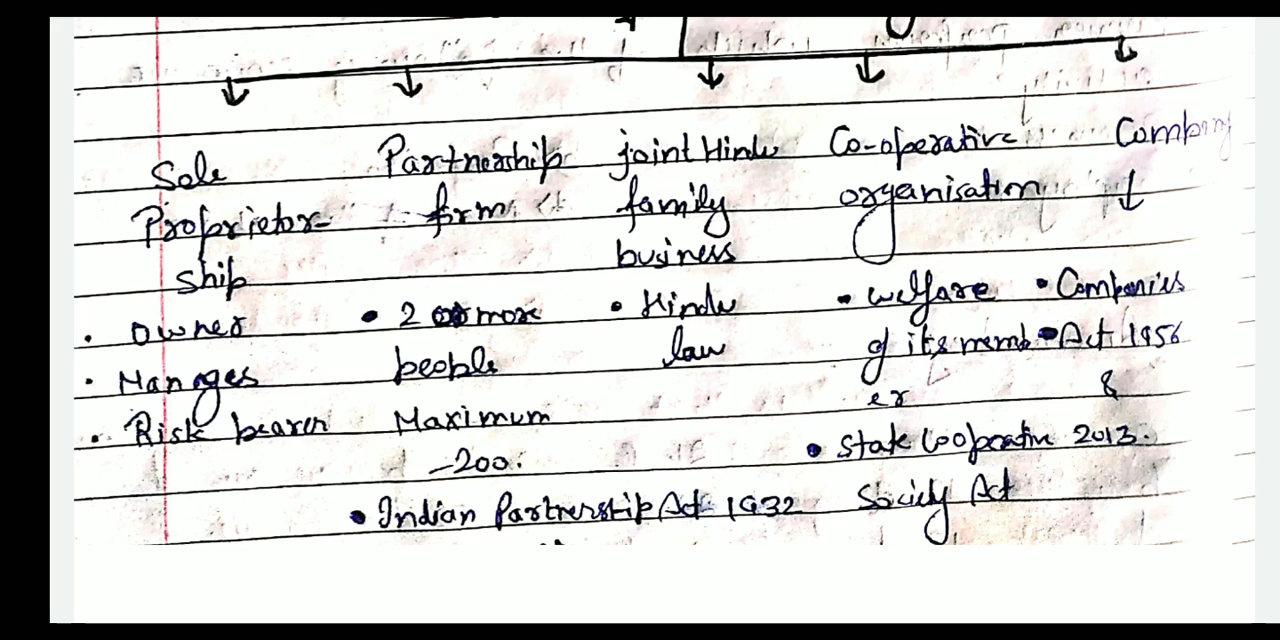 Sole
Proprietor-
ship
• Owner
• Manages
• Risk bearer
Partnership
firm
• 2 or more
people
Maximum
-200.
• Indian Partnership Act 1932
joint Hindu
family
business
• Hindu
law
Co-operative
organisation
• welfare
of its memb
er
• State Cooperative
Society Act
Company
• Companies
• Act 1956
&
2013.